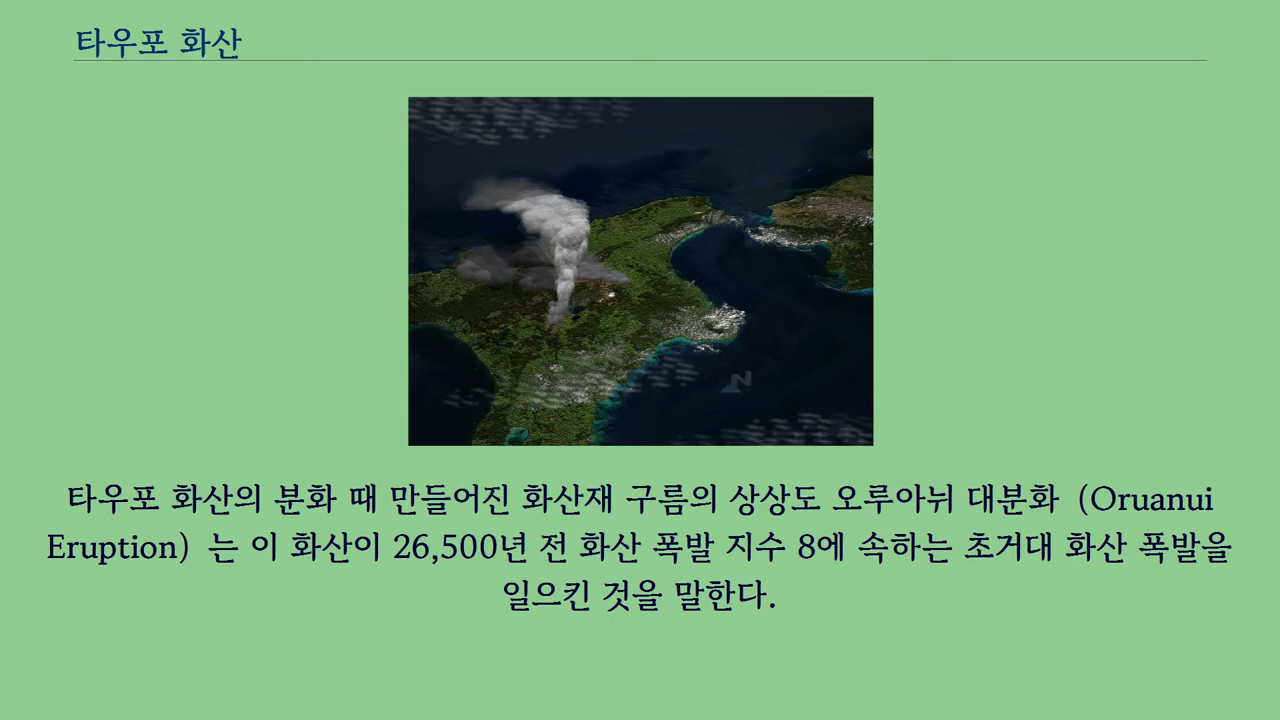 타우포 화산
N
타우포 화산의 분화 때 만들어진 화산재 구름의 상상도 오루아뉘 대분화 (Oruanui
Eruption) 는 이 화산이 26,500년 전 화산 폭발 지수 8에 속하는 초거대 화산 폭발을
일으킨 것을 말한다.